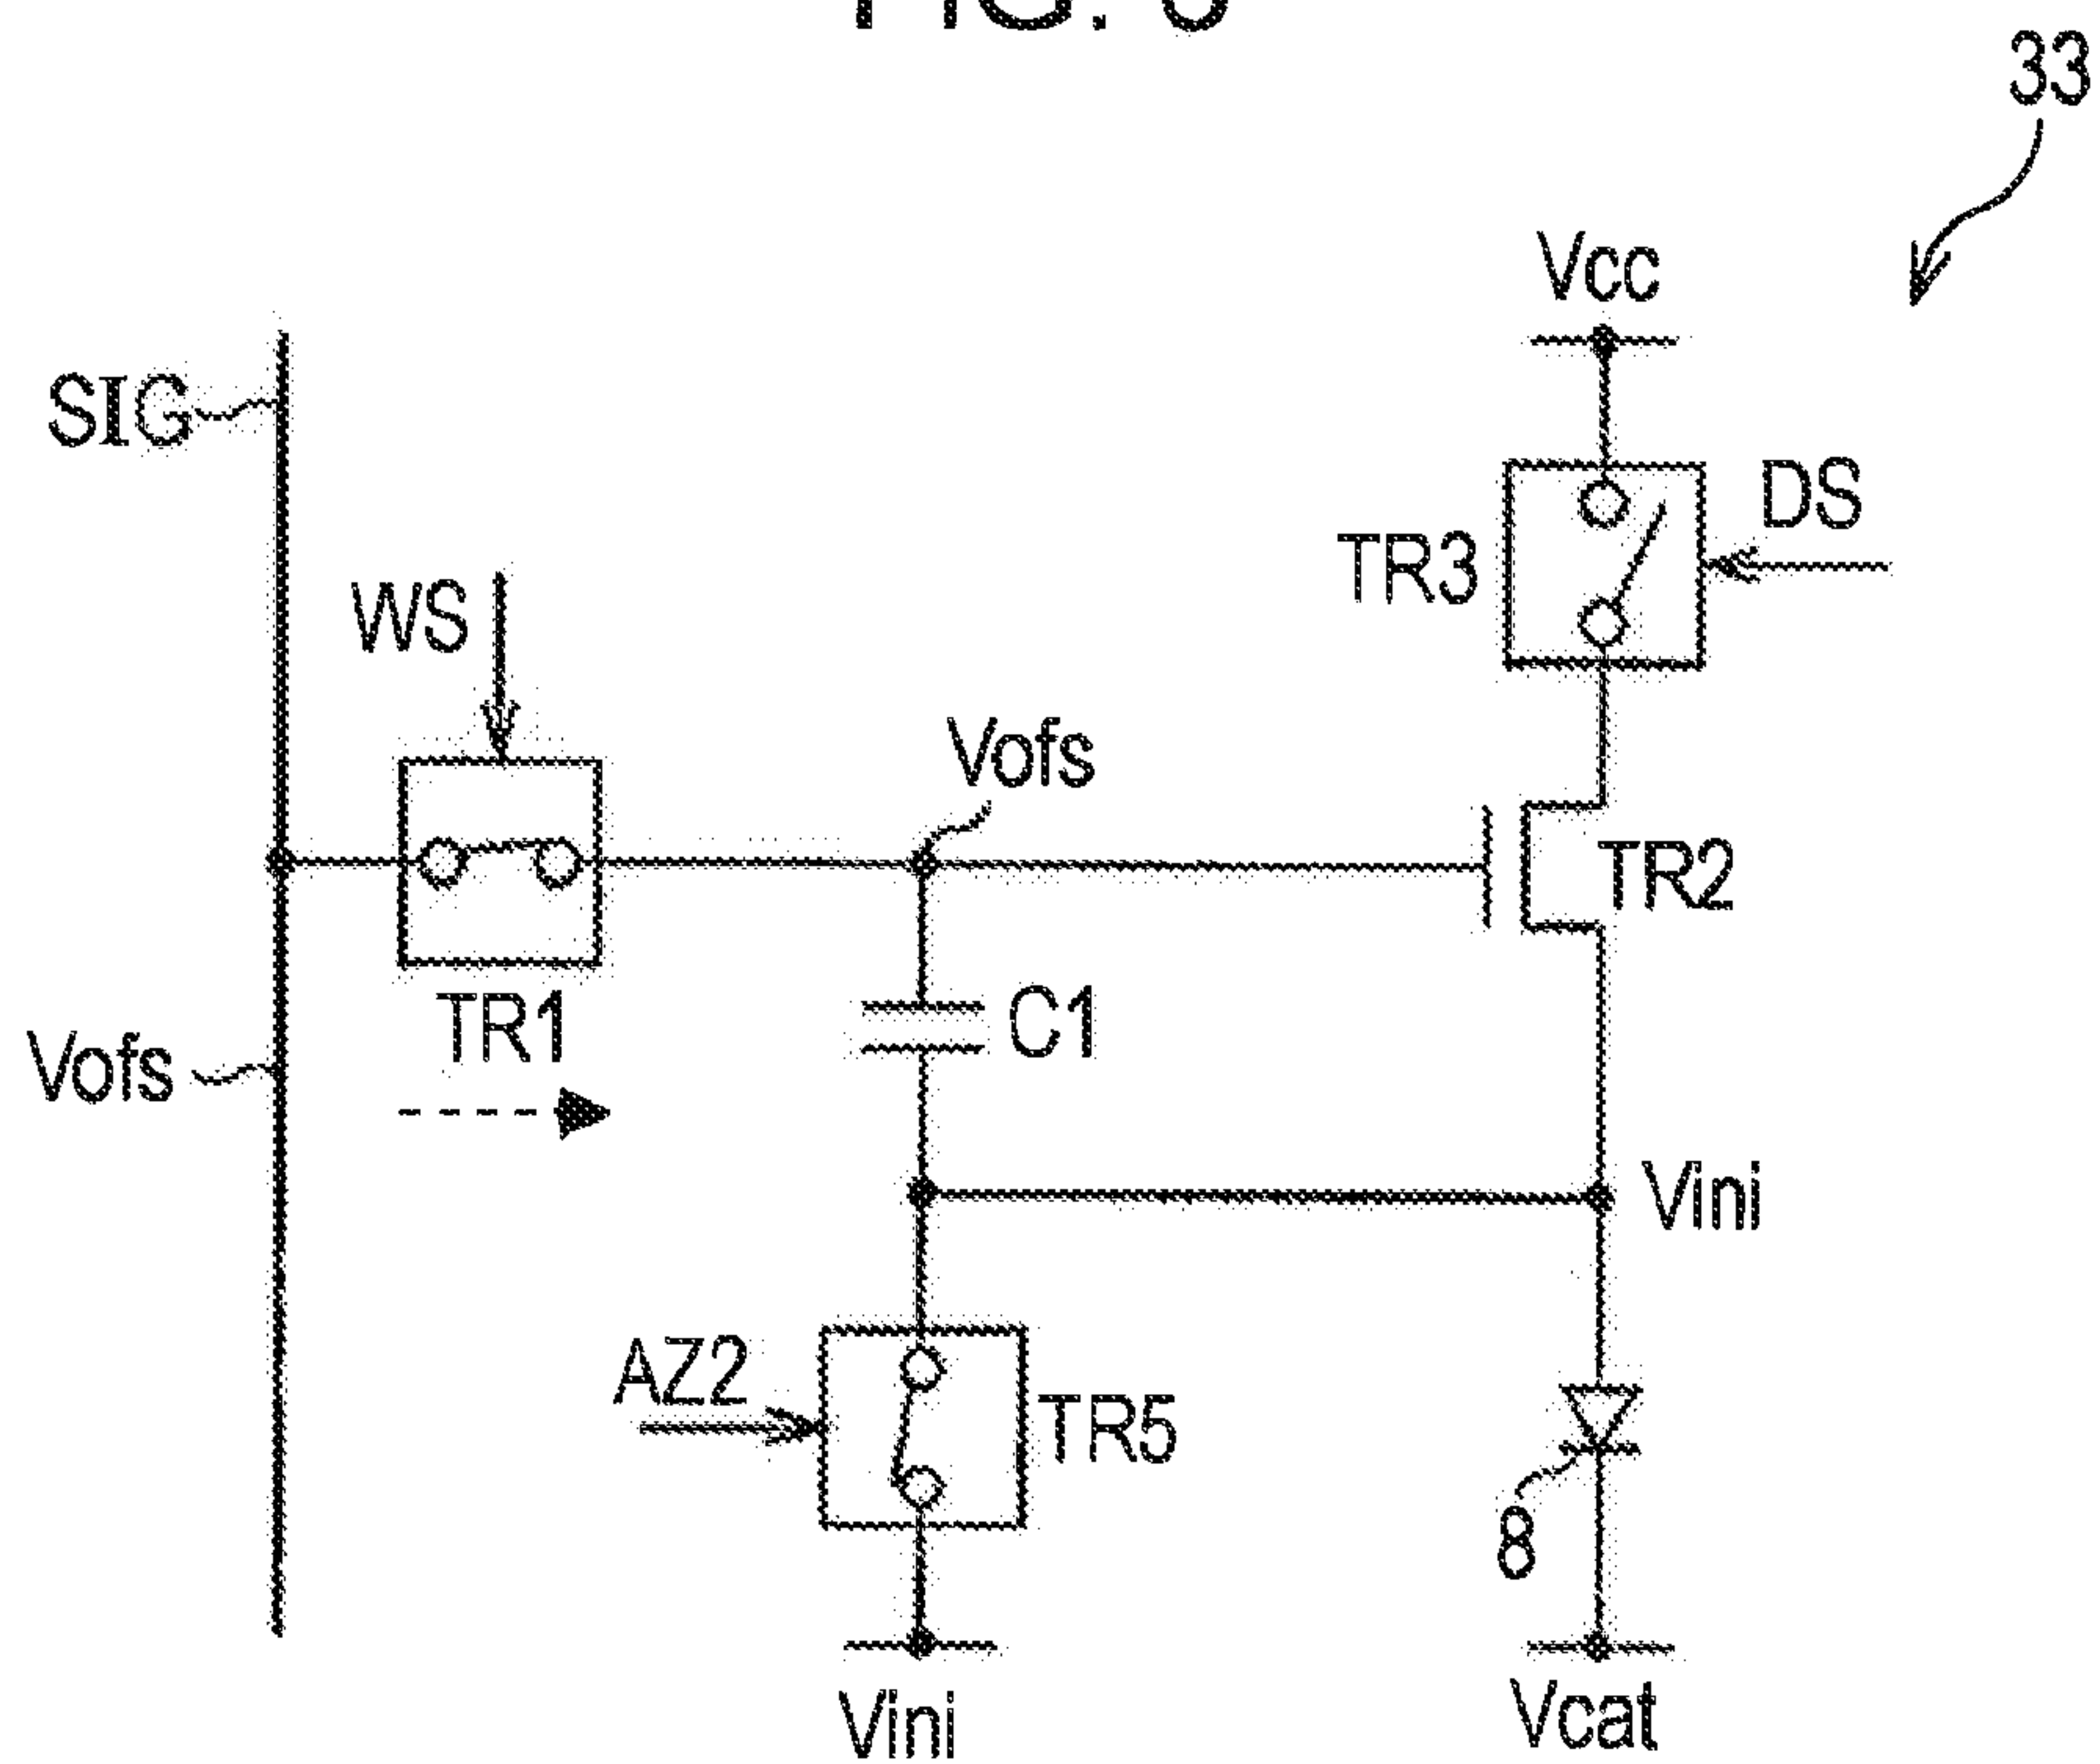 33
Vcc
SIG
DS
TR3
WS
Vofs
TR2
TR1
C1
Vofs
Vini
AZ2
TR5
8
Vini
Vcat